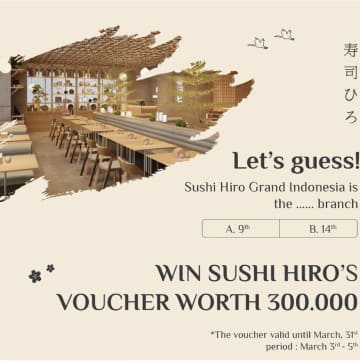 寿司ひろ
Let's guess!
Sushi Hiro Grand Indonesia is
the ...... branch
A. 9th
B. 14th
WIN SUSHI HIRO'S
VOUCHER WORTH 300.000
*The voucher valid until March, 31st
period : March 3rd - 5th